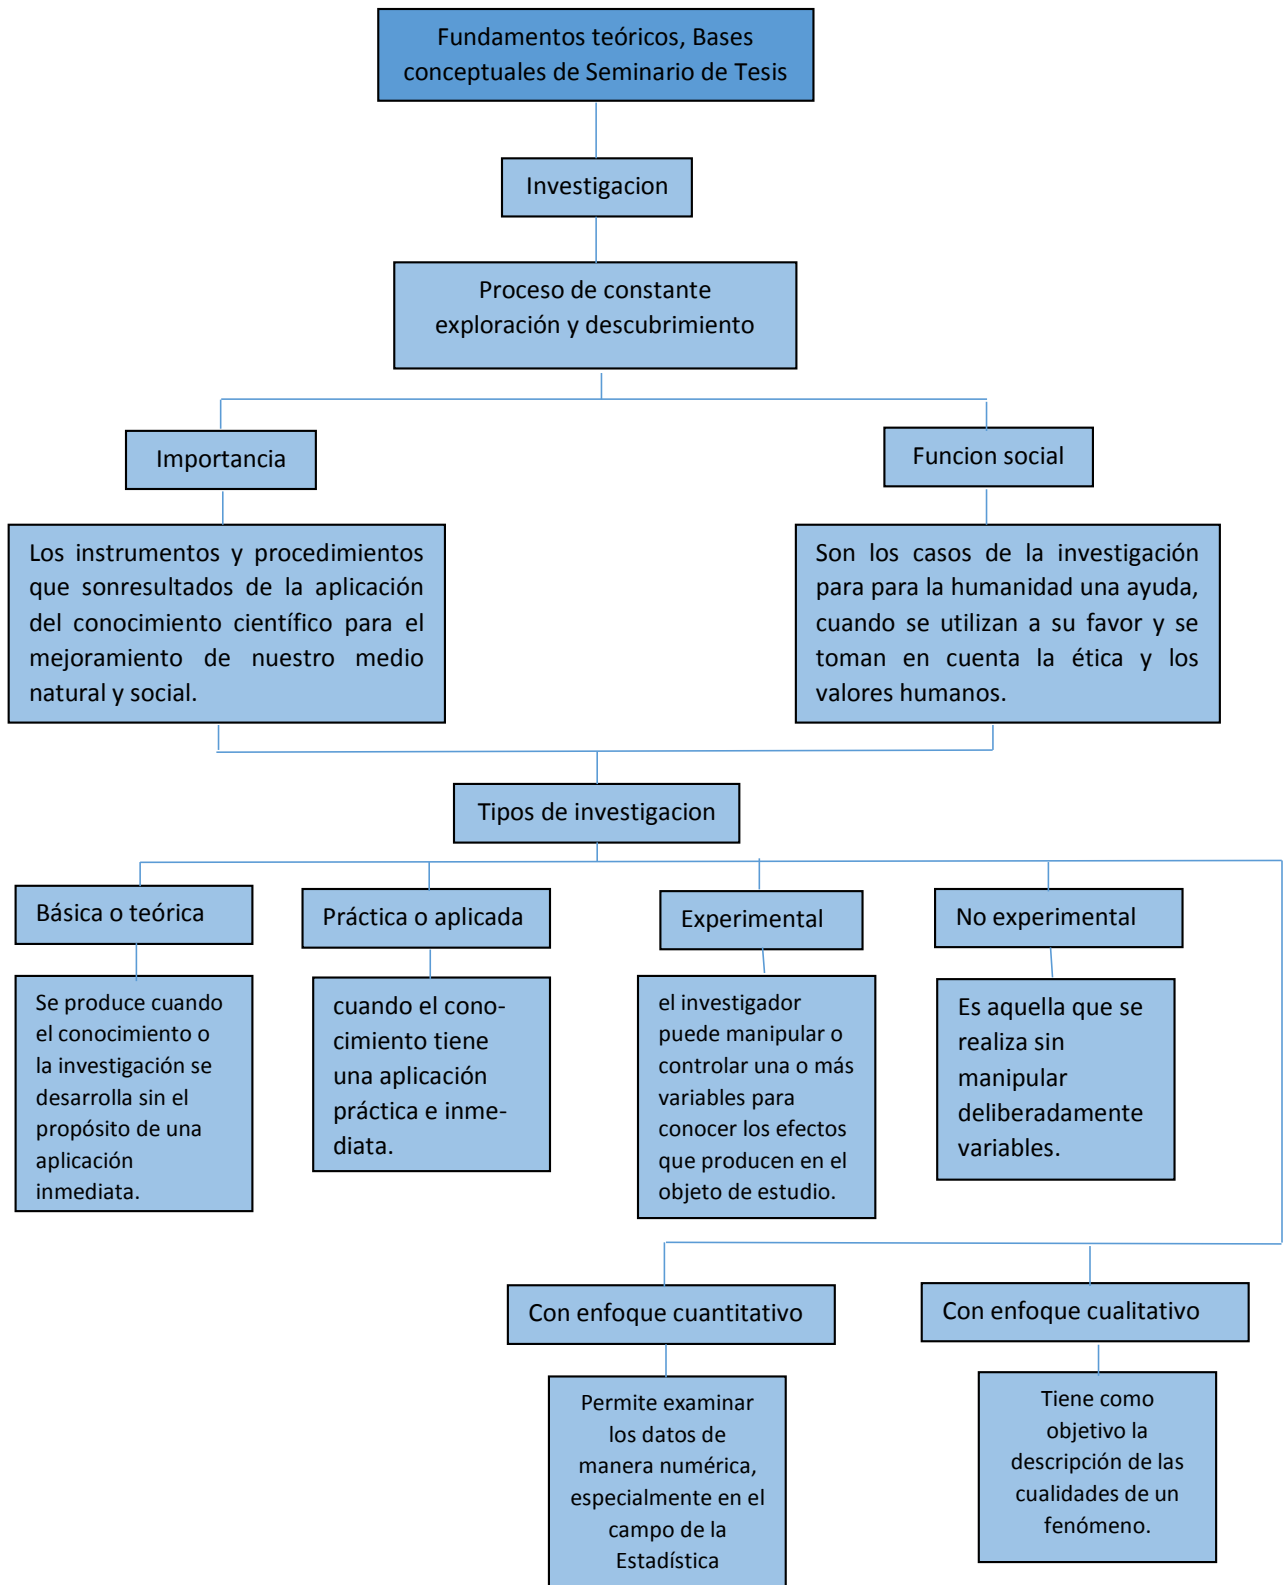 Fundamentos teóricos, Bases
conceptuales de Seminario de Tesis
Investigacion
Proceso de constante
exploración y descubrimiento
Importancia
Funcion social
Los instrumentos y procedimientos
que sonresultados de la aplicación
del conocimiento científico para el
mejoramiento de nuestro medio
natural y social.
Son los casos de la investigación
para para la humanidad una ayuda,
cuando se utilizan a su favor y se
toman en cuenta la ética y los
valores humanos.
Tipos de investigacion
Básica o teórica
Práctica o aplicada
Experimental
No experimental
Se produce cuando
el conocimiento o
la investigación se
desarrolla sin el
propósito de una
aplicación
inmediata.
cuando el cono-
cimiento tiene
una aplicación
práctica e inme-
diata.
el investigador
puede manipular o
controlar una o más
variables para
conocer los efectos
que producen en el
objeto de estudio.
Es aquella que se
realiza sin
manipular
deliberadamente
variables.
Con enfoque cuantitativo
Con enfoque cualitativo
Permite examinar
los datos de
manera numérica,
especialmente en el
campo de la
Estadística
Tiene como
objetivo la
descripción de las
cualidades de un
fenómeno.